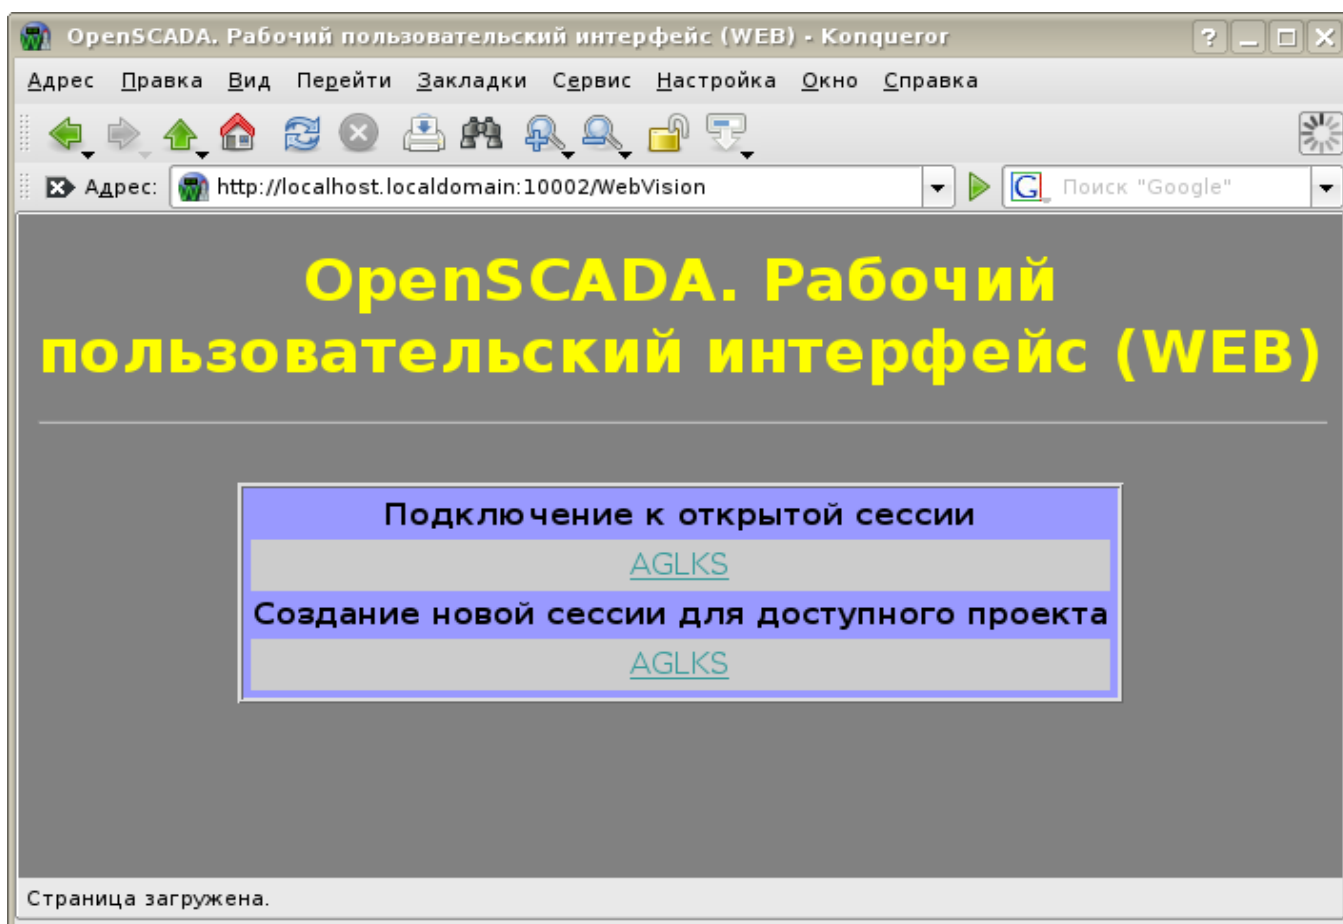 OpenSCADA. Рабочий пользовательский интерфейс (WEB) - Konqueror
Адрес Правка Вид Перейти Закладки Сервис Настройка Окно Справка
Адрес: http://localhost.localdomain:10002/WebVision Поиск "Google"
OpenSCADA. Рабочий
пользовательский интерфейс (WEB)
Подключение к открытой сессии
AGLKS
Создание новой сессии для доступного проекта
AGLKS
Страница загружена.